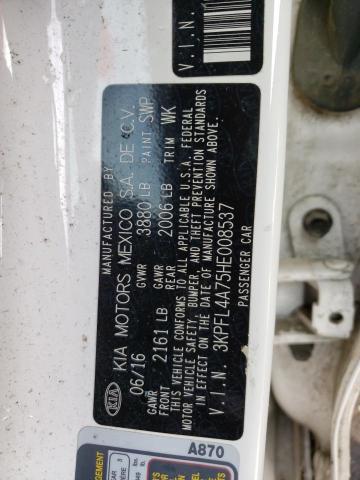 MANUFACTURED BY
KIA MOTORS MEXICO S.A. DE C.V.
06/16 GVWR 3880 LB PAINT SWP
GAWR FRONT 2161 LB GAWR REAR 2006 LB TRIM WK
THIS VEHICLE CONFORMS TO ALL APPLICABLE U.S.A. FEDERAL
MOTOR VEHICLE SAFETY, BUMPER, AND THEFT PREVENTION STANDARDS
IN EFFECT ON THE DATE OF MANUFACTURE SHOWN ABOVE.
V.I.N. 3KPFL4A75HE008537
PASSENGER CAR
KIA
V.I.N.
A870